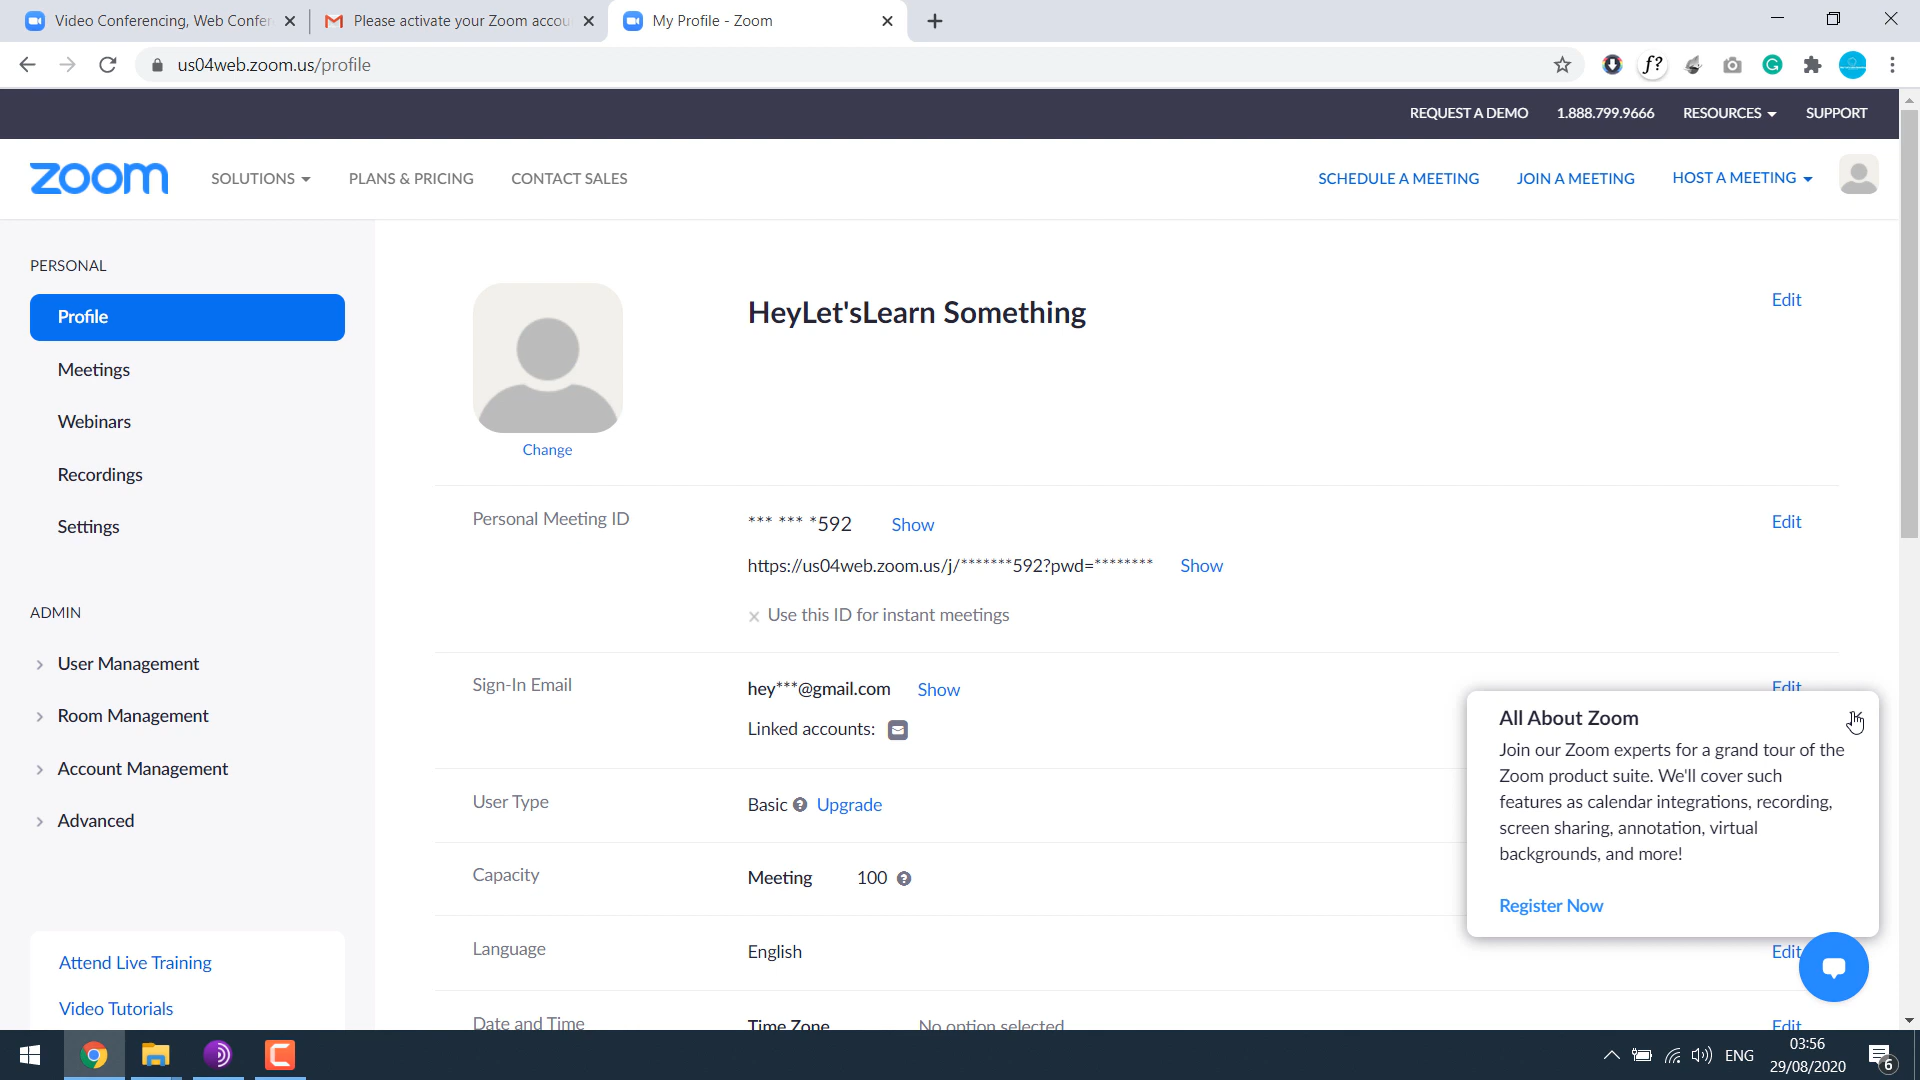 Video Conferencing, Web Confer
Please activate your Zoom accou
My Profile - Zoom
us04web.zoom.us/profile
f?
REQUEST A DEMO
1.888.799.9666
RESOURCES
SUPPORT
zoom
SOLUTIONS
PLANS & PRICING
CONTACT SALES
SCHEDULE A MEETING
JOIN A MEETING
HOST A MEETING
PERSONAL
Profile
Meetings
Webinars
Recordings
Settings
ADMIN
User Management
Room Management
Account Management
Advanced
Attend Live Training
Video Tutorials
Change
HeyLet'sLearn Something
Edit
Personal Meeting ID
*** *** *592 Show
Edit
https://us04web.zoom.us/j/*******592?pwd=******** Show
Use this ID for instant meetings
Sign-In Email
hey***@gmail.com Show
Edit
Linked accounts:
User Type
Basic Upgrade
Capacity
Meeting 100
Language
English
Edit
Date and Time
Time Zone
No option selected
Edit
All About Zoom
Join our Zoom experts for a grand tour of the
Zoom product suite. We'll cover such
features as calendar integrations, recording,
screen sharing, annotation, virtual
backgrounds, and more!
Register Now
ENG
03:56
29/08/2020
6